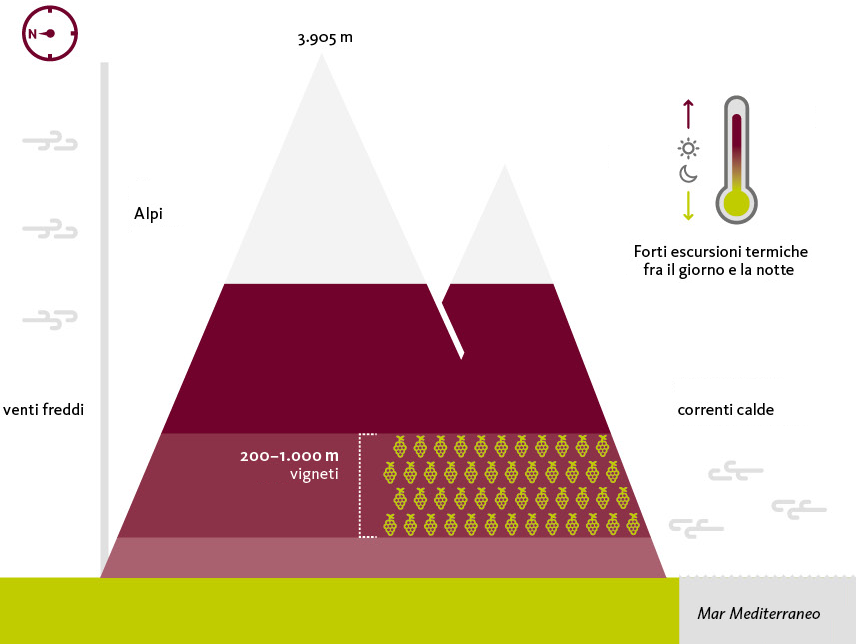 N
3.905 m
Alpi
Forti escursioni termiche
fra il giorno e la notte
venti freddi
correnti calde
200–1.000 m
vigneti
Mar Mediterraneo